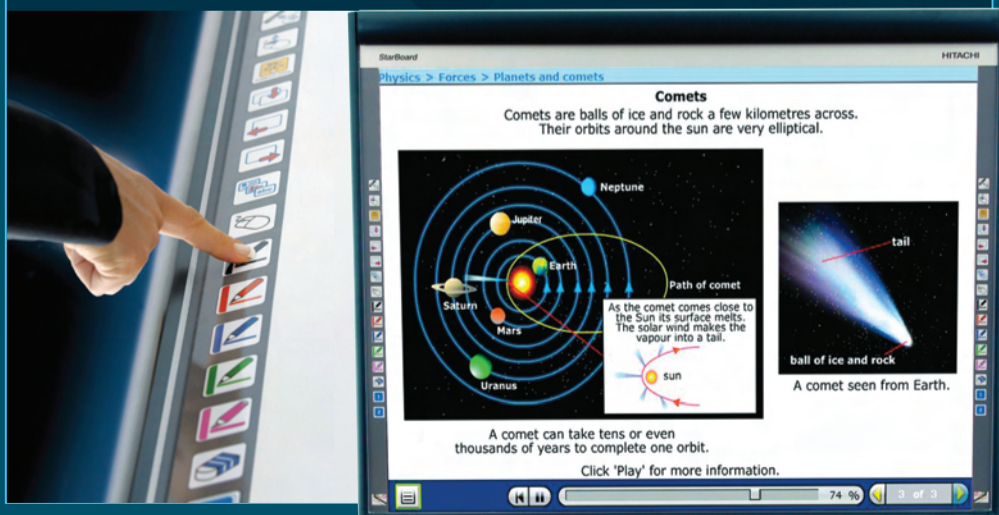 StarBoard
HITACHI
Physics > Forces > Planets and comets
Comets
Comets are balls of ice and rock a few kilometres across.
Their orbits around the sun are very elliptical.
Neptune
Jupiter
Earth
Path of comet
Saturn
Mars
As the comet comes close to
the Sun its surface melts.
The solar wind makes the
vapour into a tail.
sun
Uranus
tail
ball of ice and rock
A comet seen from Earth.
A comet can take tens or even
thousands of years to complete one orbit.
Click 'Play' for more information.
74 %
3 of 3